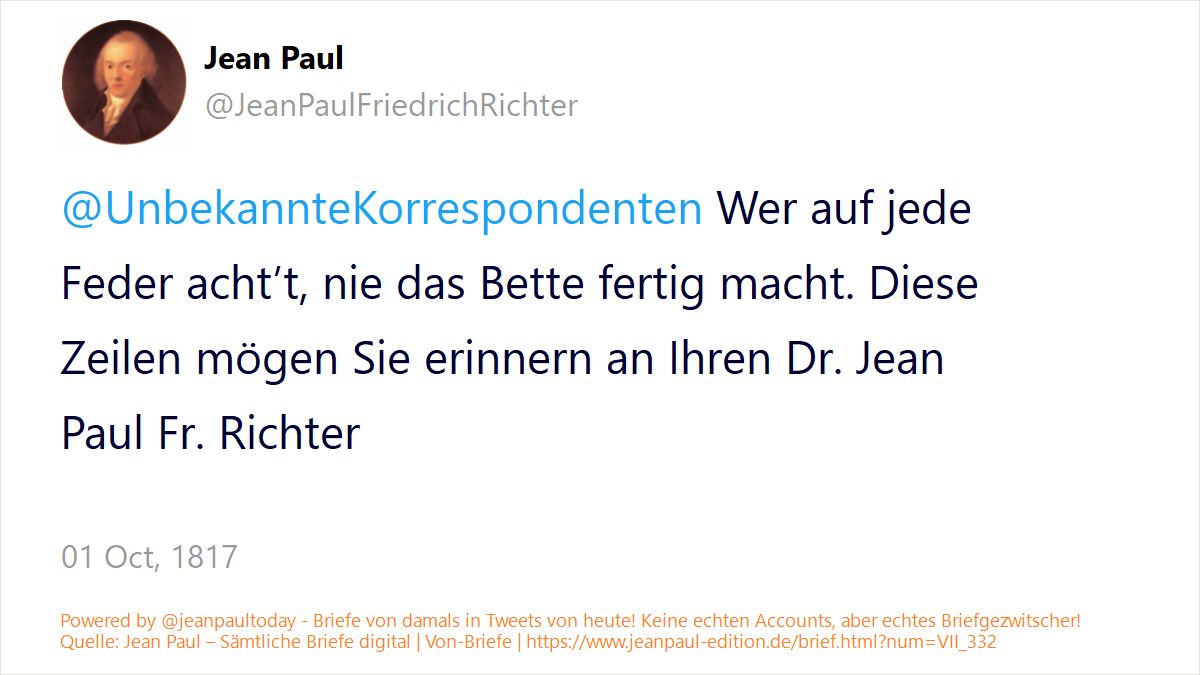 Jean Paul
@JeanPaulFriedrichRichter
@UnbekannteKorrespondenten Wer auf jede
Feder acht’t, nie das Bette fertig macht. Diese
Zeilen mögen Sie erinnern an Ihren Dr. Jean
Paul Fr. Richter
01 Oct, 1817
Powered by @jeanpaultoday - Briefe von damals in Tweets von heute! Keine echten Accounts, aber echtes Briefgezwitscher!
Quelle: Jean Paul – Sämtliche Briefe digital | Von-Briefe | https://www.jeanpaul-edition.de/brief.html?num=VII_332